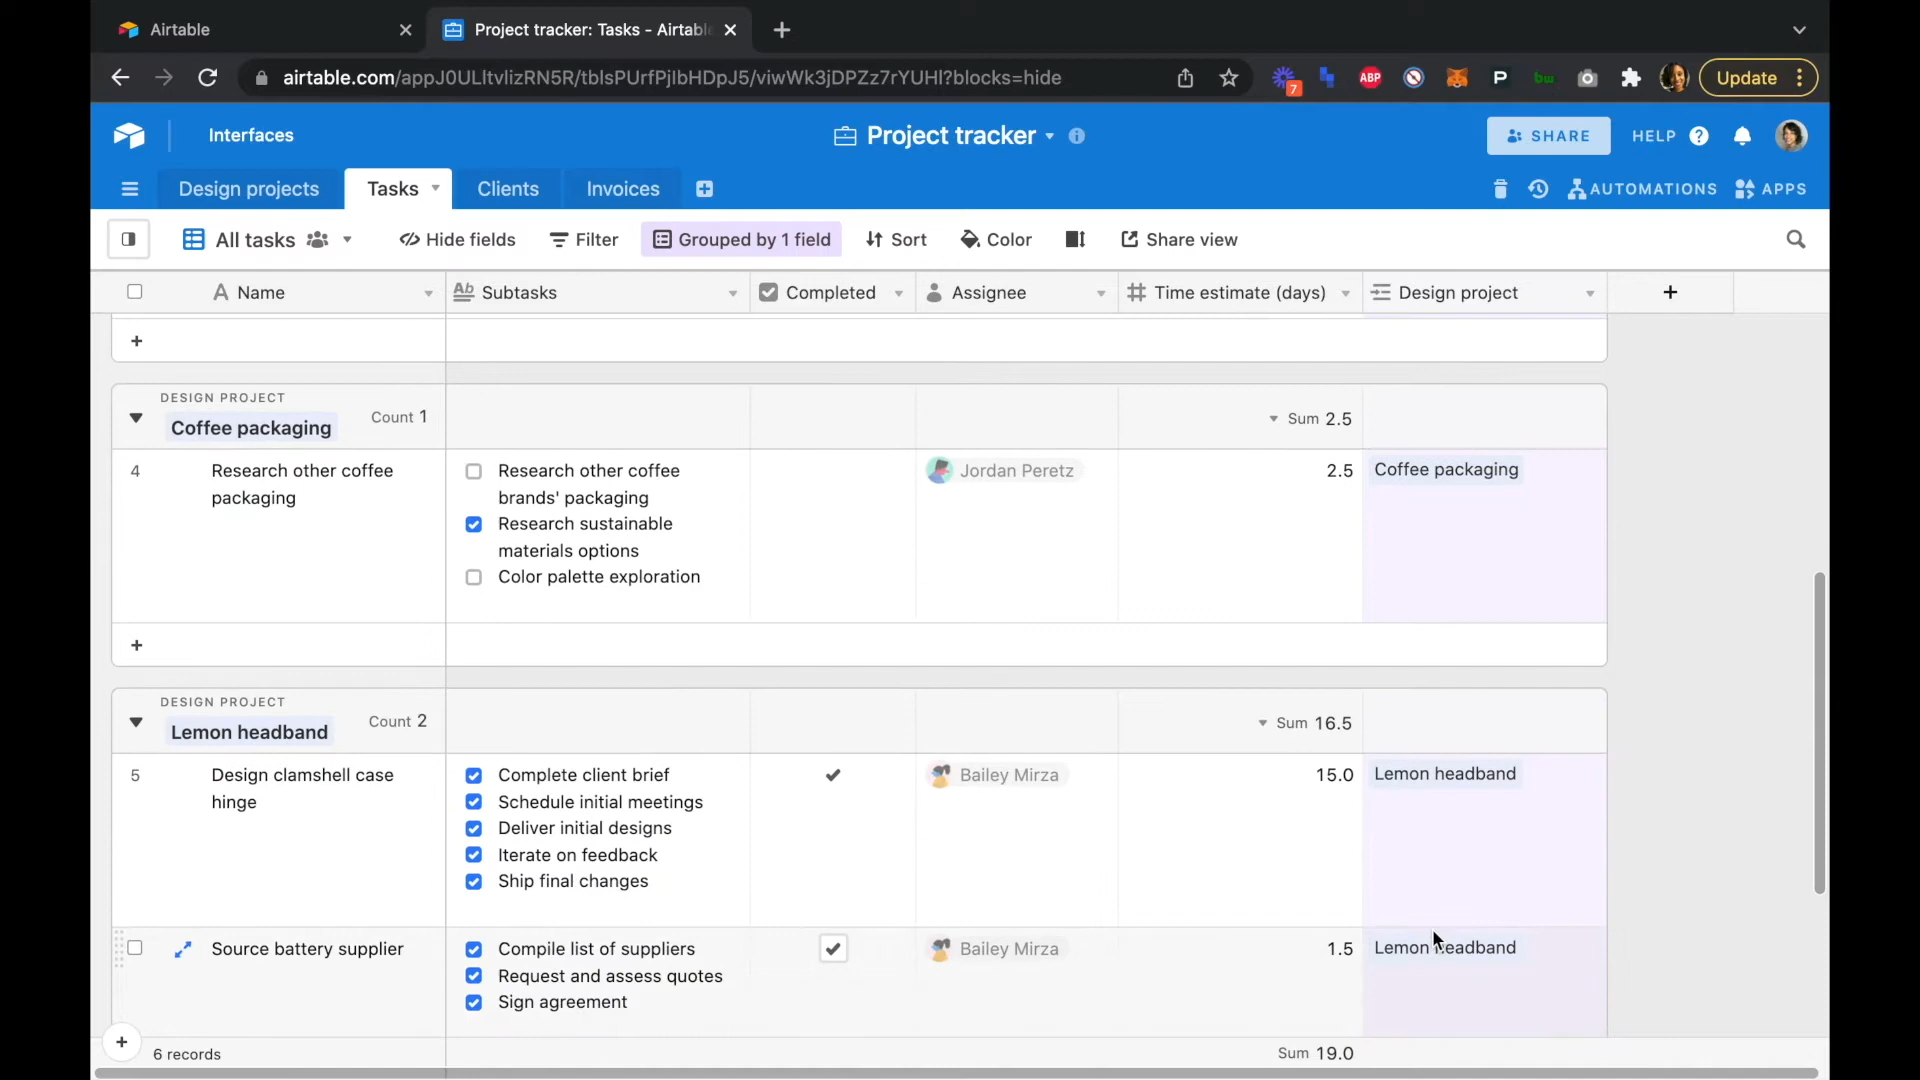 Airtable
Project tracker: Tasks - Airtabl
airtable.com/appJ0ULltvlizRN5R/tblsPUrfPjlbHDpJ5/viwWk3jDPZz7rYUHl?blocks=hide
7
ABP
P
bw
Update
Interfaces
Project tracker
SHARE
HELP
Design projects
Tasks
Clients
Invoices
AUTOMATIONS
APPS
All tasks
Hide fields
Filter
Grouped by 1 field
Sort
Color
Share view
Name
Subtasks
Completed
Assignee
Time estimate (days)
Design project
+
+
DESIGN PROJECT
Coffee packaging
Count 1
Sum 2.5
4
Research other coffee
packaging
Research other coffee
brands' packaging
Research sustainable
materials options
Color palette exploration
Jordan Peretz
2.5
Coffee packaging
+
DESIGN PROJECT
Lemon headband
Count 2
Sum 16.5
5
Design clamshell case
hinge
Complete client brief
Schedule initial meetings
Deliver initial designs
Iterate on feedback
Ship final changes
Bailey Mirza
15.0
Lemon headband
Source battery supplier
Compile list of suppliers
Request and assess quotes
Sign agreement
Bailey Mirza
1.5
Lemon headband
+
6 records
Sum 19.0